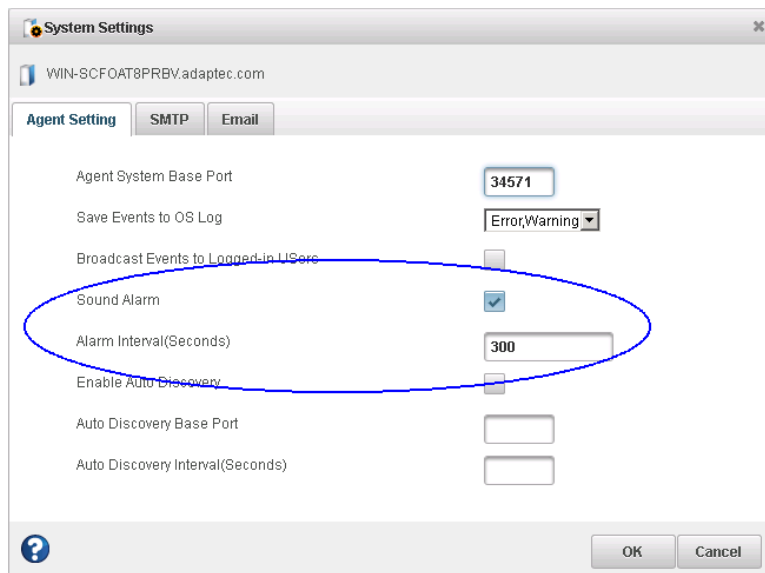 System Settings
WIN-SCFOAT8PRBV.adaptec.com
Agent Setting SMTP Email
Agent System Base Port 34571
Save Events to OS Log Error,Warning
Broadcast Events to Logged-in USers
Sound Alarm
Alarm Interval(Seconds) 300
Enable Auto Discovery
Auto Discovery Base Port
Auto Discovery Interval(Seconds)
? OK Cancel